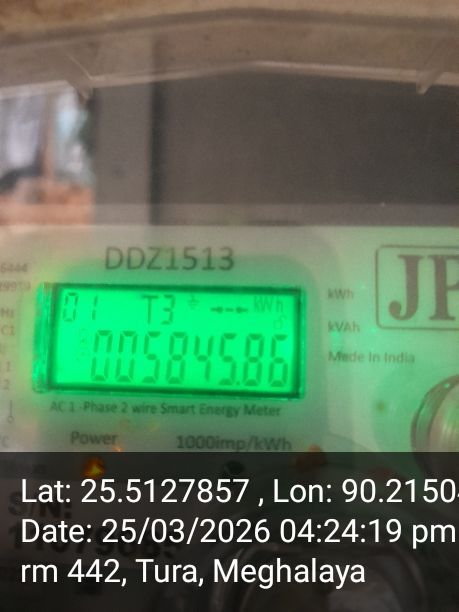 DDZ1513
01 T3 kWh
005845.86
kWh
kVAh
JP
Made In India
AC 1-Phase 2 wire Smart Energy Meter
Power 1000imp/kWh
Lat: 25.5127857 , Lon: 90.2150
Date: 25/03/2026 04:24:19 pm
rm 442, Tura, Meghalaya